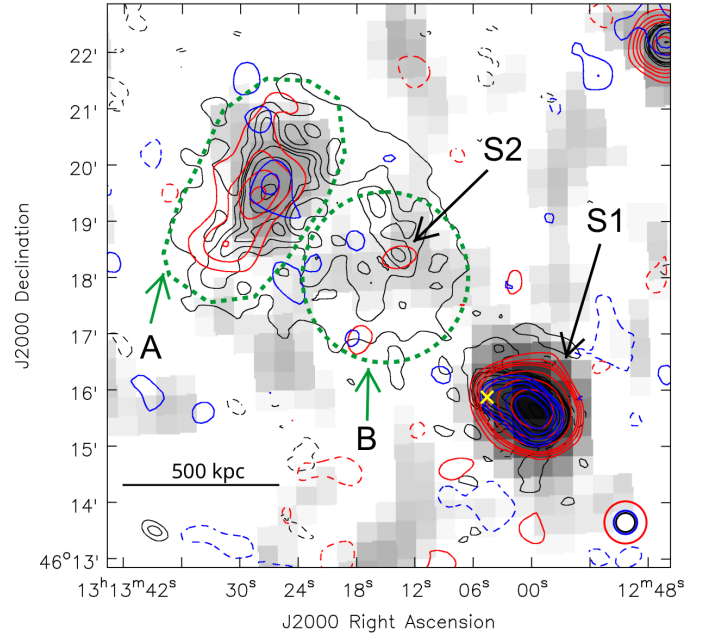 22'
21'
20'
19'
18'
17'
16'
15'
14'
46°13'
J2000 Declination
S2
S1
A
B
500 kpc
13ʰ13ᵐ42ˢ 30ˢ 24ˢ 18ˢ 12ˢ 06ˢ 00ˢ 12ᵐ48ˢ
J2000 Right Ascension